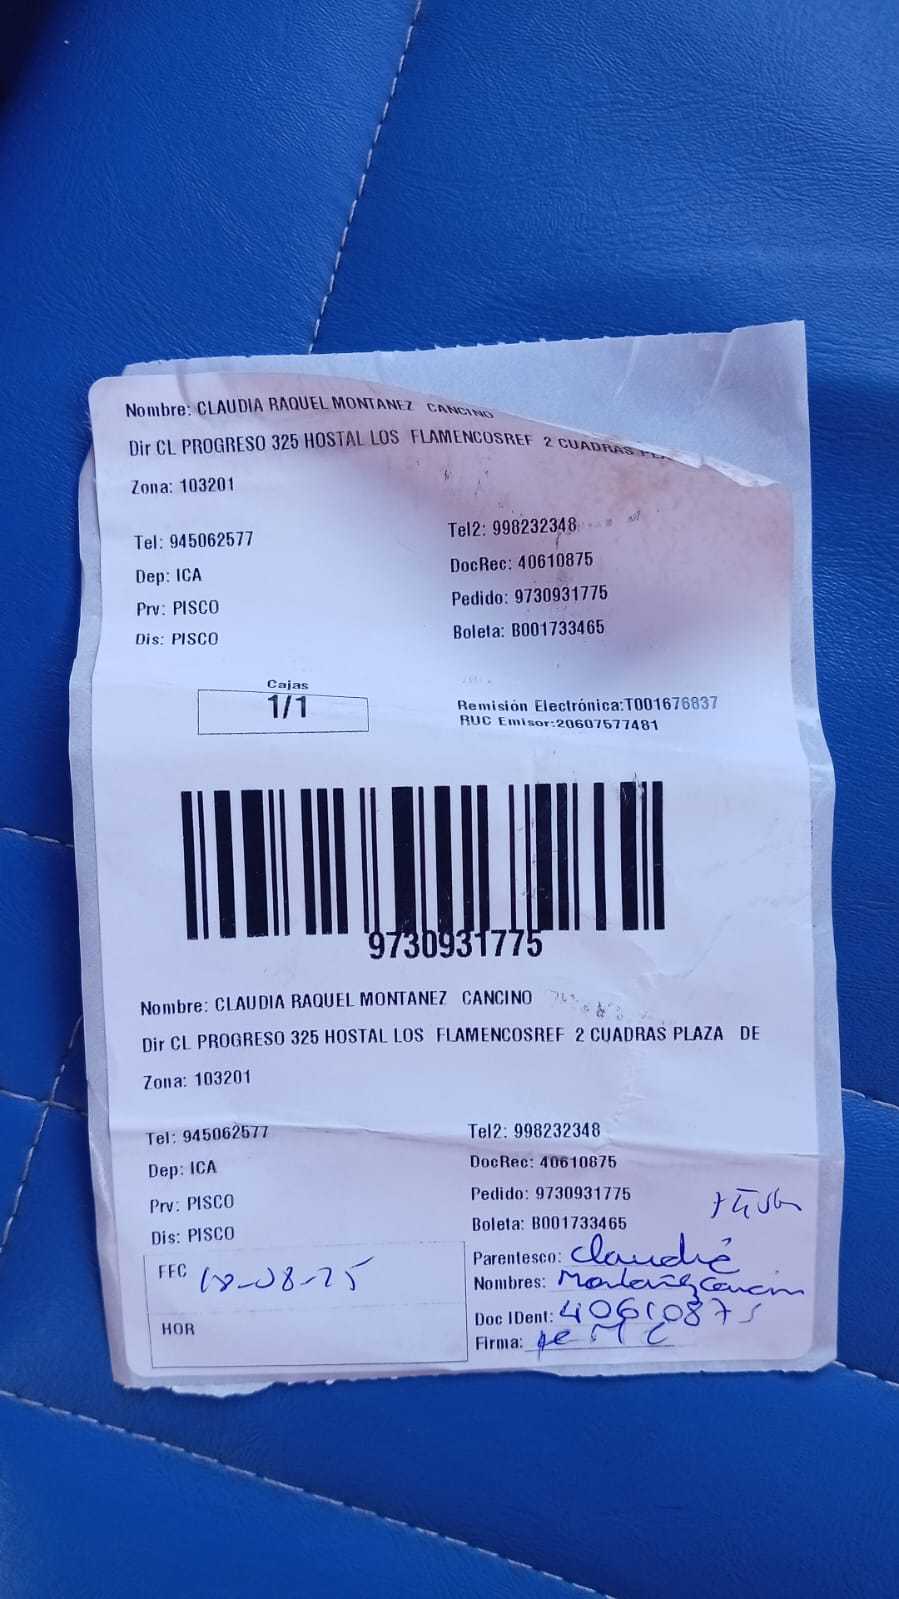 Nombre: CLAUDIA RAQUEL MONTANEZ CANCINO
Dir CL PROGRESO 325 HOSTAL LOS FLAMENCOSREF 2 CUADRAS
Zona: 103201
Tel: 945062577 Tel2: 998232348
Dep: ICA DocRec: 40610875
Prv: PISCO Pedido: 9730931775
Dis: PISCO Boleta: B001733465
Cajas
1/1
Remisión Electrónica:T001676837
RUC Emisor:20607577481
9730931775
Nombre: CLAUDIA RAQUEL MONTANEZ CANCINO
Dir CL PROGRESO 325 HOSTAL LOS FLAMENCOSREF 2 CUADRAS PLAZA DE
Zona: 103201
Tel: 945062577 Tel2: 998232348
Dep: ICA DocRec: 40610875
Prv: PISCO Pedido: 9730931775
Dis: PISCO Boleta: B001733465
FFC Parentesco: Claudia
Nombres:
HOR Doc IDent: 40610875
Firma: